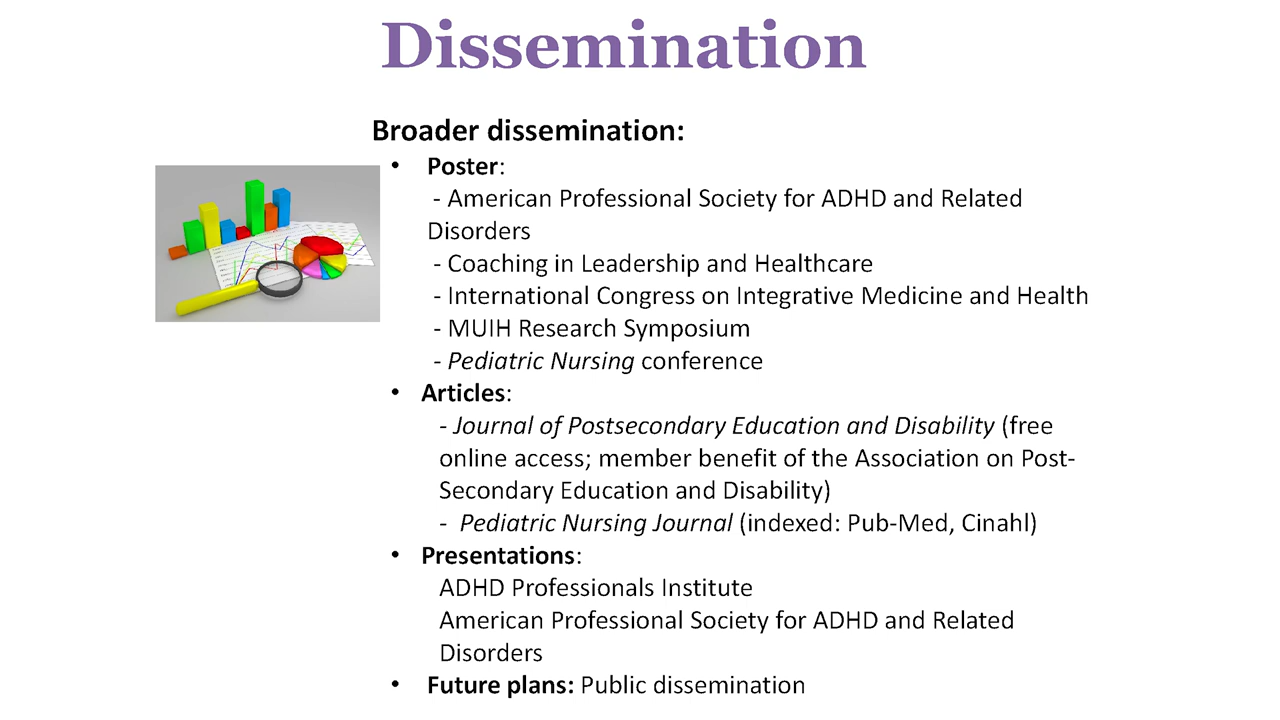 Dissemination
Broader dissemination:
• Poster:
- American Professional Society for ADHD and Related
Disorders
- Coaching in Leadership and Healthcare
- International Congress on Integrative Medicine and Health
- MUIH Research Symposium
- Pediatric Nursing conference
• Articles:
- Journal of Postsecondary Education and Disability (free
online access; member benefit of the Association on Post-
Secondary Education and Disability)
- Pediatric Nursing Journal (indexed: Pub-Med, Cinahl)
• Presentations:
ADHD Professionals Institute
American Professional Society for ADHD and Related
Disorders
• Future plans: Public dissemination